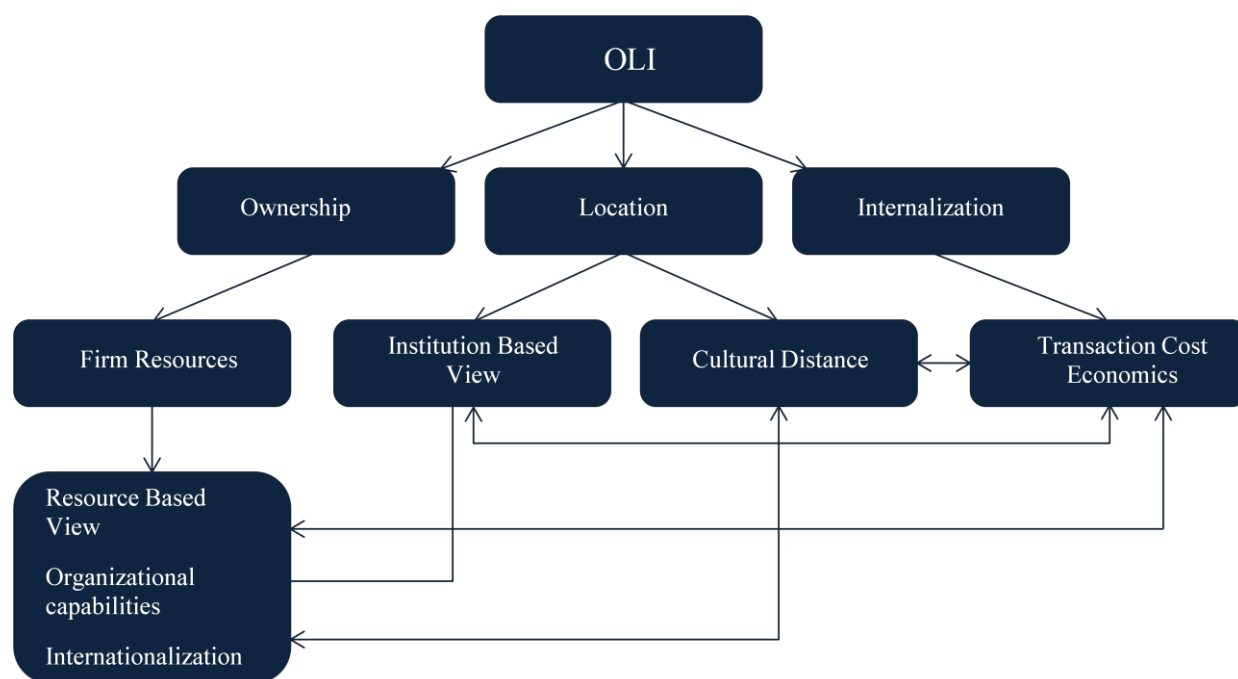 OLI
Ownership
Location
Internalization
Firm Resources
Institution Based
View
Cultural Distance
Transaction Cost
Economics
Resource Based
View
Organizational
capabilities
Internationalization